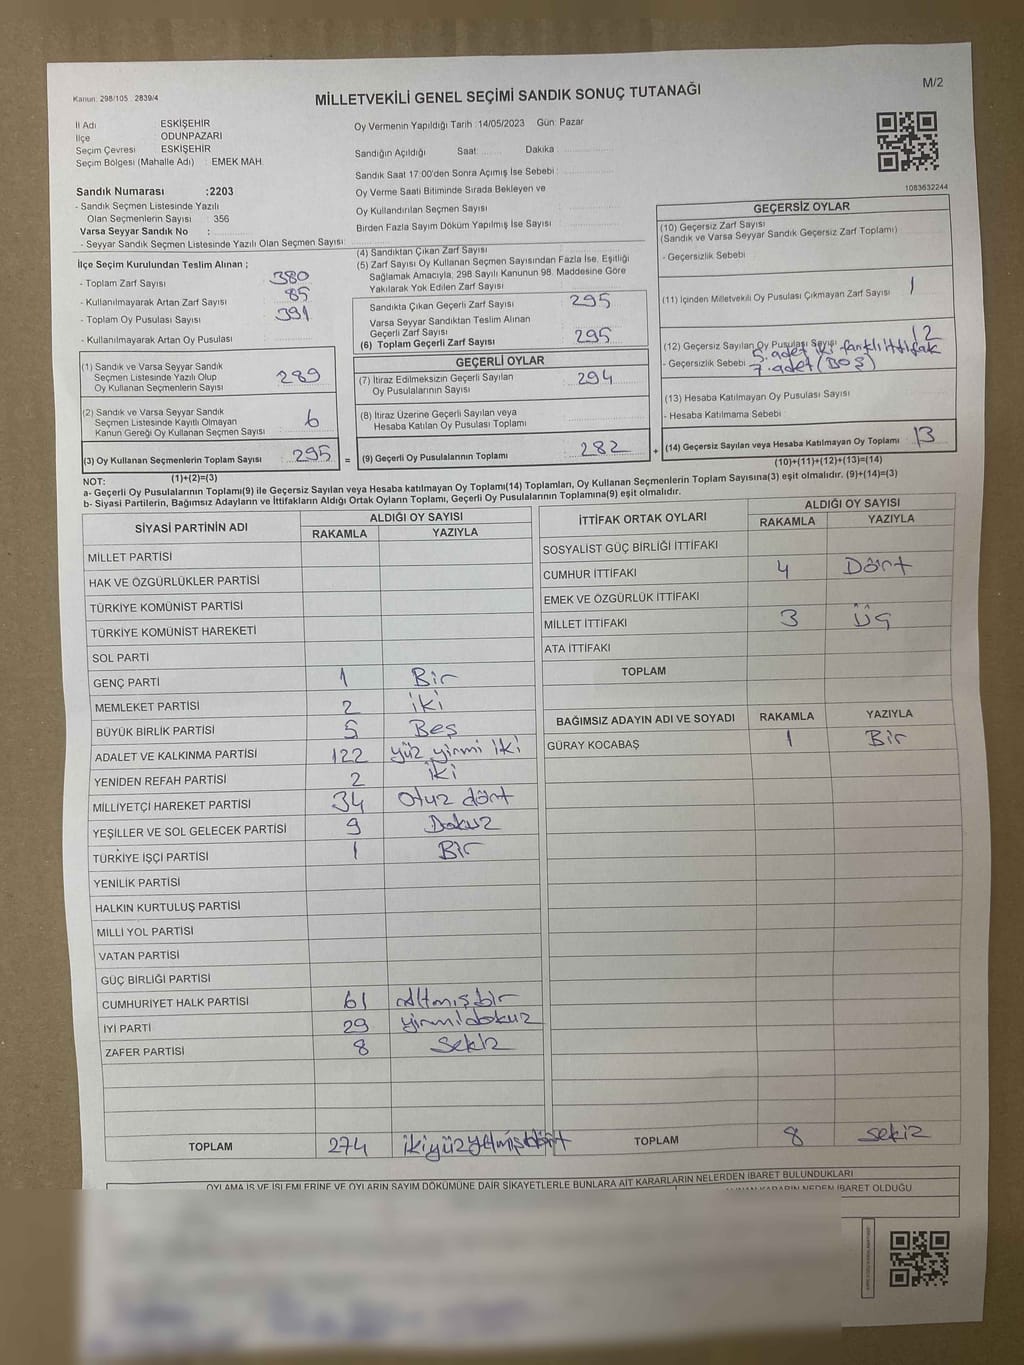 Kanun: 298/105 . 2839/4
MİLLETVEKİLİ GENEL SEÇİMİ SANDIK SONUÇ TUTANAĞI
M/2
İl Adı ESKİŞEHİR
İlçe ODUNPAZARI
Seçim Çevresi ESKİŞEHİR
Seçim Bölgesi (Mahalle Adı) : EMEK MAH.
Sandık Numarası :2203
- Sandık Seçmen Listesinde Yazılı
Olan Seçmenlerin Sayısı : 356
Varsa Seyyar Sandık No :
- Seyyar Sandık Seçmen Listesinde Yazılı Olan Seçmen Sayısı:
Oy Vermenin Yapıldığı Tarih :14/05/2023 Gün: Pazar
Sandığın Açıldığı Saat: Dakika :
Sandık Saat 17:00'den Sonra Açımış İse Sebebi :
Oy Verme Saati Bitiminde Sırada Bekleyen ve
Oy Kullandırılan Seçmen Sayısı
Birden Fazla Sayım Döküm Yapılmış İse Sayısı
1083632244
İlçe Seçim Kurulundan Teslim Alınan ;
- Toplam Zarf Sayısı : 380
- Kullanılmayarak Artan Zarf Sayısı : 85
- Toplam Oy Pusulası Sayısı : 391
- Kullanılmayarak Artan Oy Pusulası :
(1) Sandık ve Varsa Seyyar Sandık
Seçmen Listesinde Yazılı Olup
Oy Kullanan Seçmenlerin Sayısı : 289
(2) Sandık ve Varsa Seyyar Sandık
Seçmen Listesinde Kayıtlı Olmayan
Kanun Gereği Oy Kullanan Seçmen Sayısı : 6
(3) Oy Kullanan Seçmenlerin Toplam Sayısı : 295 =
(1)+(2)=(3)
(4) Sandıktan Çıkan Zarf Sayısı
(5) Zarf Sayısı Oy Kullanan Seçmen Sayısından Fazla İse, Eşitliği
Sağlamak Amacıyla, 298 Sayılı Kanunun 98. Maddesine Göre
Yakılarak Yok Edilen Zarf Sayısı
Sandıkta Çıkan Geçerli Zarf Sayısı : 295
Varsa Seyyar Sandıktan Teslim Alınan
Geçerli Zarf Sayısı
(6) Toplam Geçerli Zarf Sayısı : 295
GEÇERLİ OYLAR
(7) İtiraz Edilmeksizin Geçerli Sayılan
Oy Pusulalarının Sayısı : 294
(8) İtiraz Üzerine Geçerli Sayılan veya
Hesaba Katılan Oy Pusulası Toplamı
(9) Geçerli Oy Pusulalarının Toplamı : 282 +
GEÇERSİZ OYLAR
(10) Geçersiz Zarf Sayısı
(Sandık ve Varsa Seyyar Sandık Geçersiz Zarf Toplamı)
- Geçersizlik Sebebi
(11) İçinden Milletvekili Oy Pusulası Çıkmayan Zarf Sayısı 1
(12) Geçersiz Sayılan Oy Pusulası Sayısı 12
5. adet iki farklı ittifak
- Geçersizlik Sebebi 7. adet (BOŞ)
(13) Hesaba Katılmayan Oy Pusulası Sayısı
- Hesaba Katılmama Sebebi
(14) Geçersiz Sayılan veya Hesaba Katılmayan Oy Toplamı 13
(10)+(11)+(12)+(13)=(14)
NOT:
a- Geçerli Oy Pusulalarının Toplamı(9) ile Geçersiz Sayılan veya Hesaba katılmayan Oy Toplamı(14) Toplamları, Oy Kullanan Seçmenlerin Toplam Sayısına(3) eşit olmalıdır. (9)+(14)=(3)
b- Siyasi Partilerin, Bağımsız Adayların ve İttifakların Aldığı Ortak Oyların Toplamı, Geçerli Oy Pusulalarının Toplamına(9) eşit olmalıdır.
SİYASİ PARTİNİN ADI ALDIĞI OY SAYISI
RAKAMLA YAZIYLA
MİLLET PARTİSİ
HAK VE ÖZGÜRLÜKLER PARTİSİ
TÜRKİYE KOMÜNİST PARTİSİ
TÜRKİYE KOMÜNİST HAREKETİ
SOL PARTİ
GENÇ PARTİ 1 Bir
MEMLEKET PARTİSİ 2 iki
BÜYÜK BİRLİK PARTİSİ 5 Beş
ADALET VE KALKINMA PARTİSİ 122 yüz yirmi iki
YENİDEN REFAH PARTİSİ 2 iki
MİLLİYETÇİ HAREKET PARTİSİ 34 Otuz dört
YEŞİLLER VE SOL GELECEK PARTİSİ 9 Dokuz
TÜRKİYE İŞÇİ PARTİSİ 1 Bir
YENİLİK PARTİSİ
HALKIN KURTULUŞ PARTİSİ
MİLLİ YOL PARTİSİ
VATAN PARTİSİ
GÜÇ BİRLİĞİ PARTİSİ
CUMHURİYET HALK PARTİSİ 61 Altmışbir
İYİ PARTİ 29 yirmidokuz
ZAFER PARTİSİ 8 Sekiz
TOPLAM 274 ikiyüzyetmişdört
İTTİFAK ORTAK OYLARI ALDIĞI OY SAYISI
RAKAMLA YAZIYLA
SOSYALİST GÜÇ BİRLİĞİ İTTİFAKI
CUMHUR İTTİFAKI 4 Dört
EMEK VE ÖZGÜRLÜK İTTİFAKI
MİLLET İTTİFAKI 3 Üç
ATA İTTİFAKI
TOPLAM
BAĞIMSIZ ADAYIN ADI VE SOYADI RAKAMLA YAZIYLA
GÜRAY KOCABAŞ 1 Bir
TOPLAM 8 sekiz
OYLAMA İŞ VE İŞLEMLERİNE VE OYLARIN SAYIM DÖKÜMÜNE DAİR ŞİKAYETLERLE BUNLARA AİT KARARLARIN NELERDEN İBARET BULUNDUKLARI
KARARIN NEDEN İBARET OLDUĞU